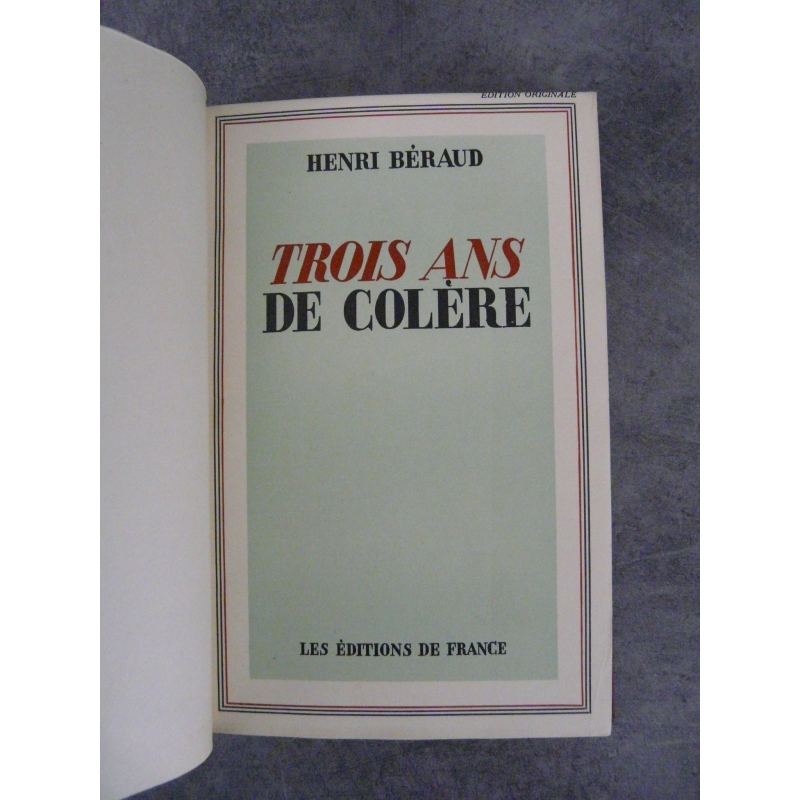 ÉDITION ORIGINALE
HENRI BÉRAUD
TROIS ANS
DE COLÈRE
LES ÉDITIONS DE FRANCE